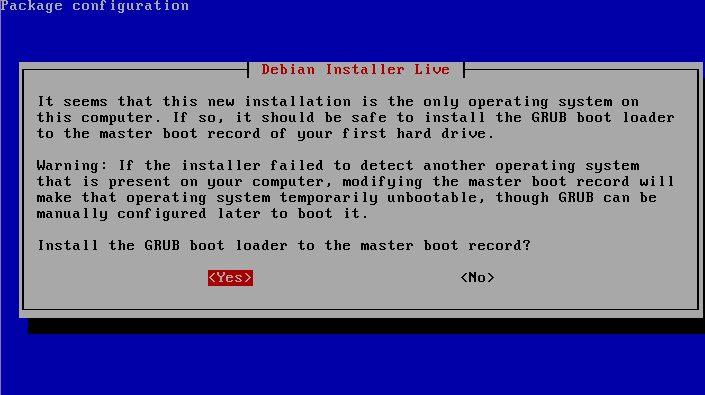 Package configuration
Debian Installer Live
It seems that this new installation is the only operating system on
this computer. If so, it should be safe to install the GRUB boot loader
to the master boot record of your first hard drive.
Warning: If the installer failed to detect another operating system
that is present on your computer, modifying the master boot record will
make that operating system temporarily unbootable, though GRUB can be
manually configured later to boot it.
Install the GRUB boot loader to the master boot record?
<Yes> <No>